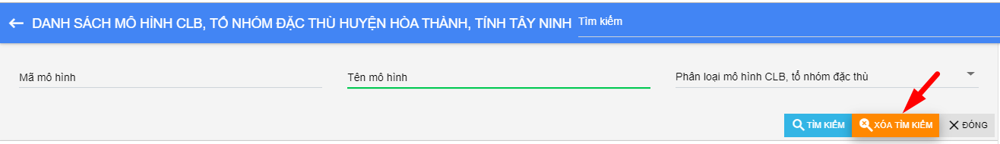 DANH SÁCH MÔ HÌNH CLB, TỔ NHÓM ĐẶC THÙ HUYỆN HÒA THÀNH, TỈNH TÂY NINH Tìm kiếm
Mã mô hình Tên mô hình Phân loại mô hình CLB, tổ nhóm đặc thù
TÌM KIẾM XÓA TÌM KIẾM ĐÓNG